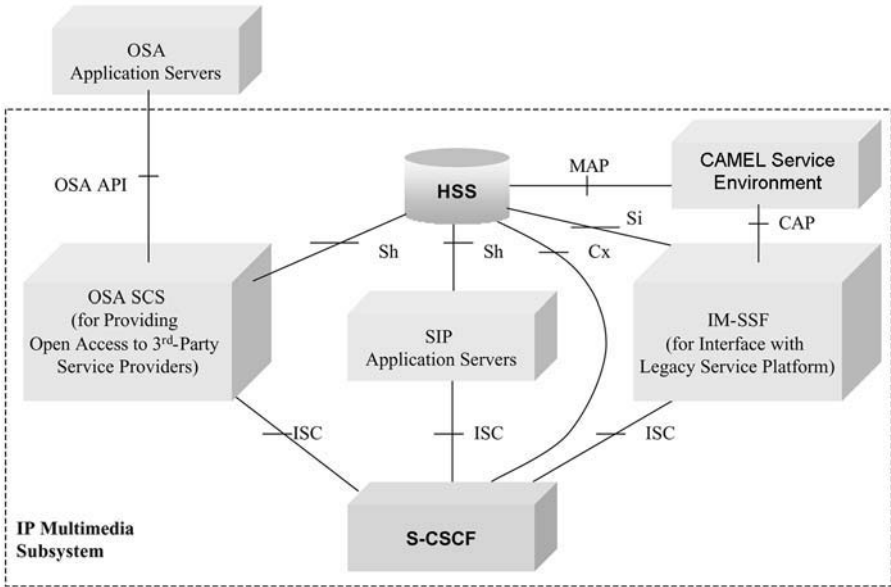 OSA
Application Servers
OSA API
HSS
MAP
CAMEL Service
Environment
Si
CAP
Sh
Sh
Cx
OSA SCS
(for Providing
Open Access to 3rd-Party
Service Providers)
SIP
Application Servers
IM-SSF
(for Interface with
Legacy Service Platform)
ISC
ISC
ISC
IP Multimedia
Subsystem
S-CSCF